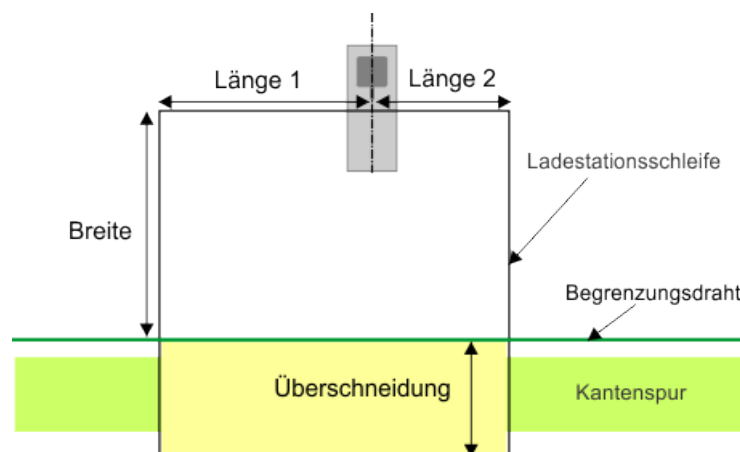 Länge 1
Länge 2
Ladestationsschleife
Breite
Begrenzungsdraht
Überschneidung
Kantenspur